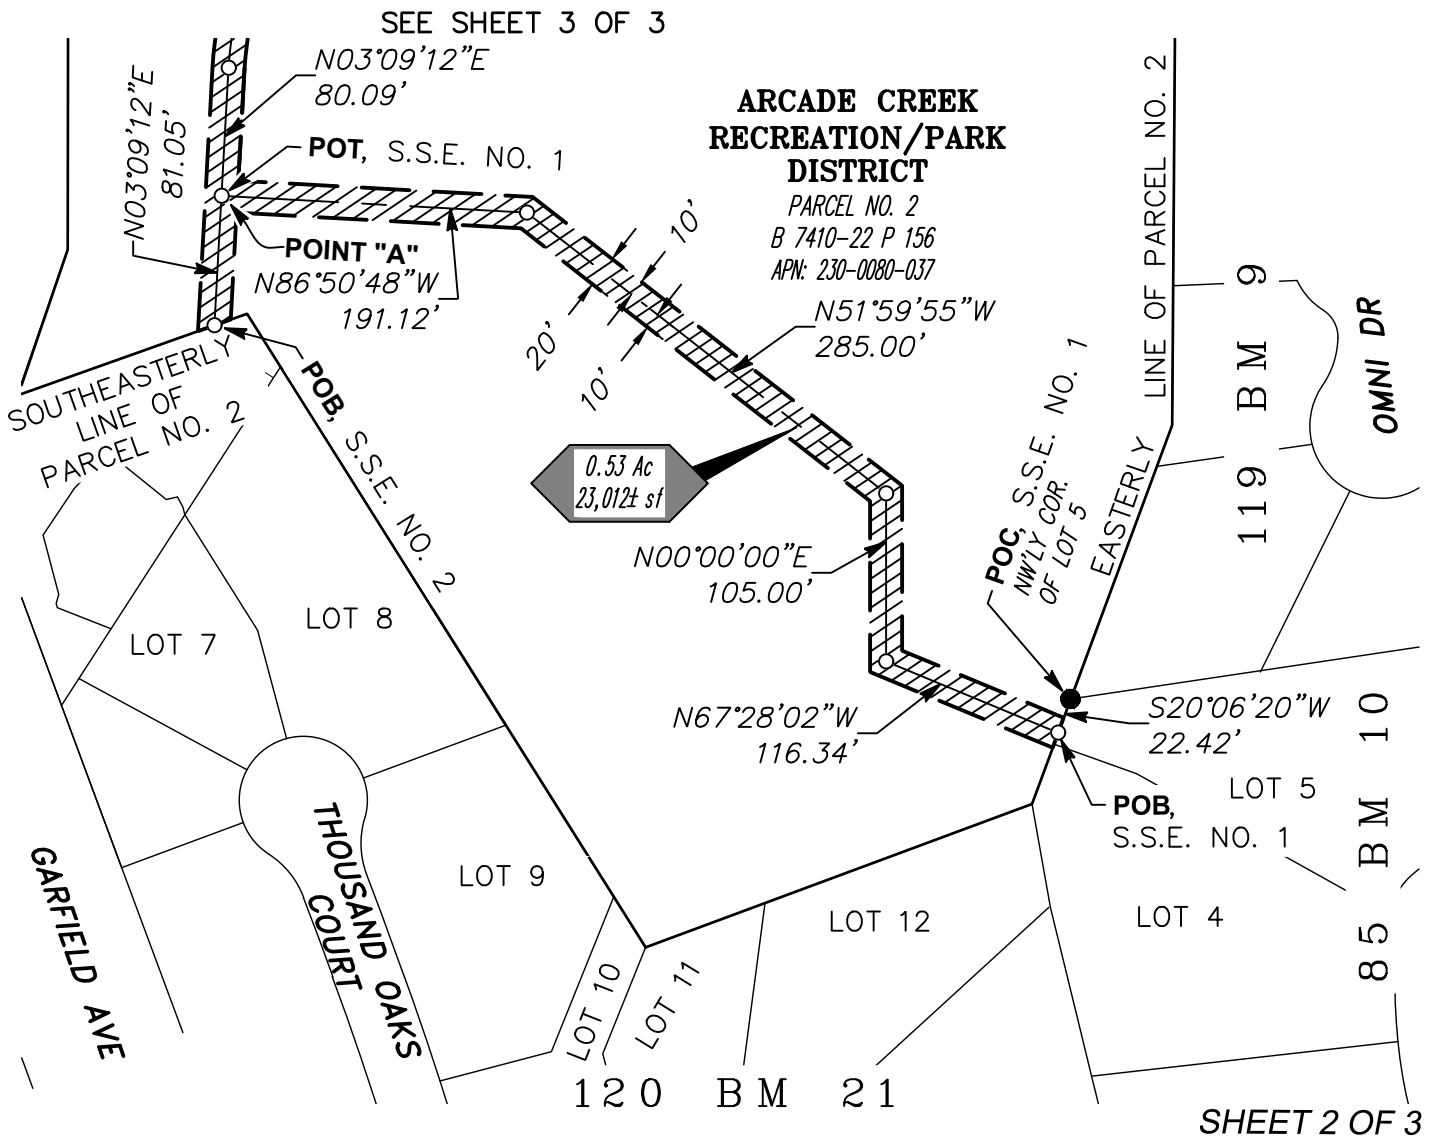 SEE SHEET 3 OF 3
N03°09'12"E
80.09'
N03°09'12"E
81.05'
POT, S.S.E. NO. 1
ARCADE CREEK
RECREATION/PARK
DISTRICT
PARCEL NO. 2
B 7410-22 P 156
APN: 230-0080-037
POINT "A"
N86°50'48"W
191.12'
10'
20'
10'
N51°59'55"W
285.00'
EASTERLY LINE OF PARCEL NO. 2
119 BM 9
OMNI DR
SOUTHEASTERLY
LINE OF
PARCEL NO. 2
POB, S.S.E. NO. 2
0.53 Ac
23,012± sf
POC, S.S.E. NO. 1
NW'LY COR.
OF LOT 5
N00°00'00"E
105.00'
LOT 8
LOT 7
N67°28'02"W
116.34'
S20°06'20"W
22.42'
LOT 5
POB,
S.S.E. NO. 1
85 BM 10
THOUSAND OAKS
COURT
GARFIELD AVE
LOT 9
LOT 12
LOT 4
LOT 10
LOT 11
120 BM 21
SHEET 2 OF 3